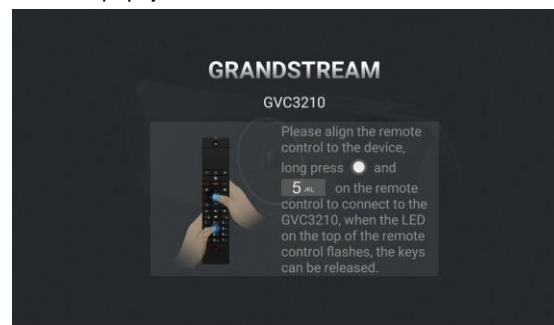 GRANDSTREAM
GVC3210
Please align the remote
control to the device,
long press and
5 JKL on the remote
control to connect to the
GVC3210, when the LED
on the top of the remote
control flashes, the keys
can be released.